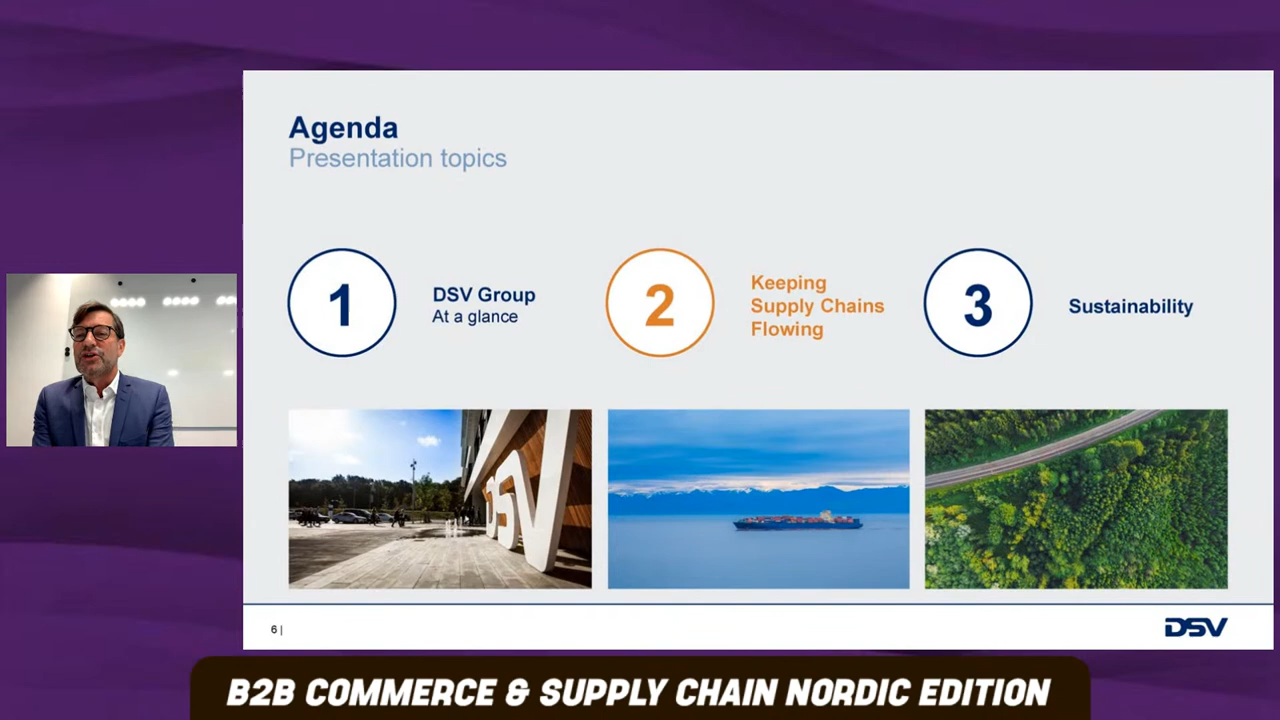 Agenda
Presentation topics
1
DSV Group
At a glance
2
Keeping
Supply Chains
Flowing
3
Sustainability
DSV
6 |
DSV
B2B COMMERCE & SUPPLY CHAIN NORDIC EDITION